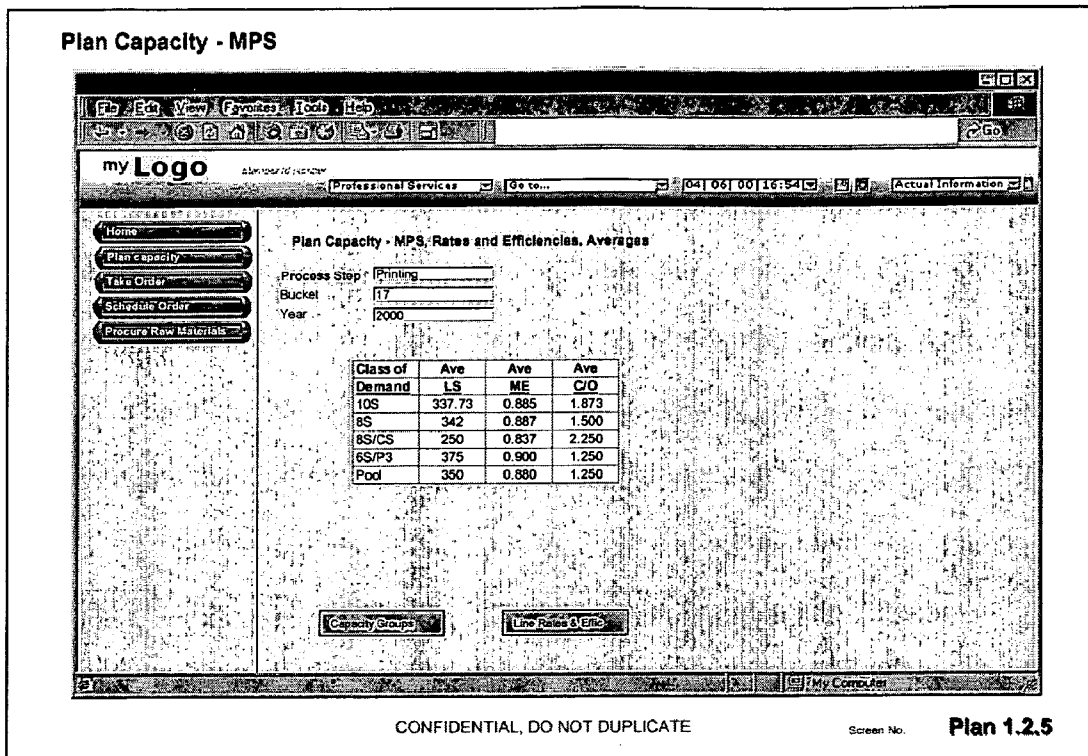 Plan Capacity - MPS
File Edit View Favorites Tools Help
Go
my Logo
Professional Services Go to... 04| 06| 00| 16:54 Actual Information
Home
Plan capacity
Take Order
Schedule Order
Procure Raw Materials
Plan Capacity - MPS, Rates and Efficiencies, Averages
Process Step Printing
Bucket 17
Year 2000
Class of Ave Ave Ave
Demand LS ME C/O
10S 337.73 0.885 1.873
8S 342 0.887 1.500
8S/CS 250 0.837 2.250
6S/P3 375 0.900 1.250
Pool 350 0.880 1.250
Capacity Groups Line Rates & Effic
My Computer
CONFIDENTIAL, DO NOT DUPLICATE Screen No. Plan 1.2.5